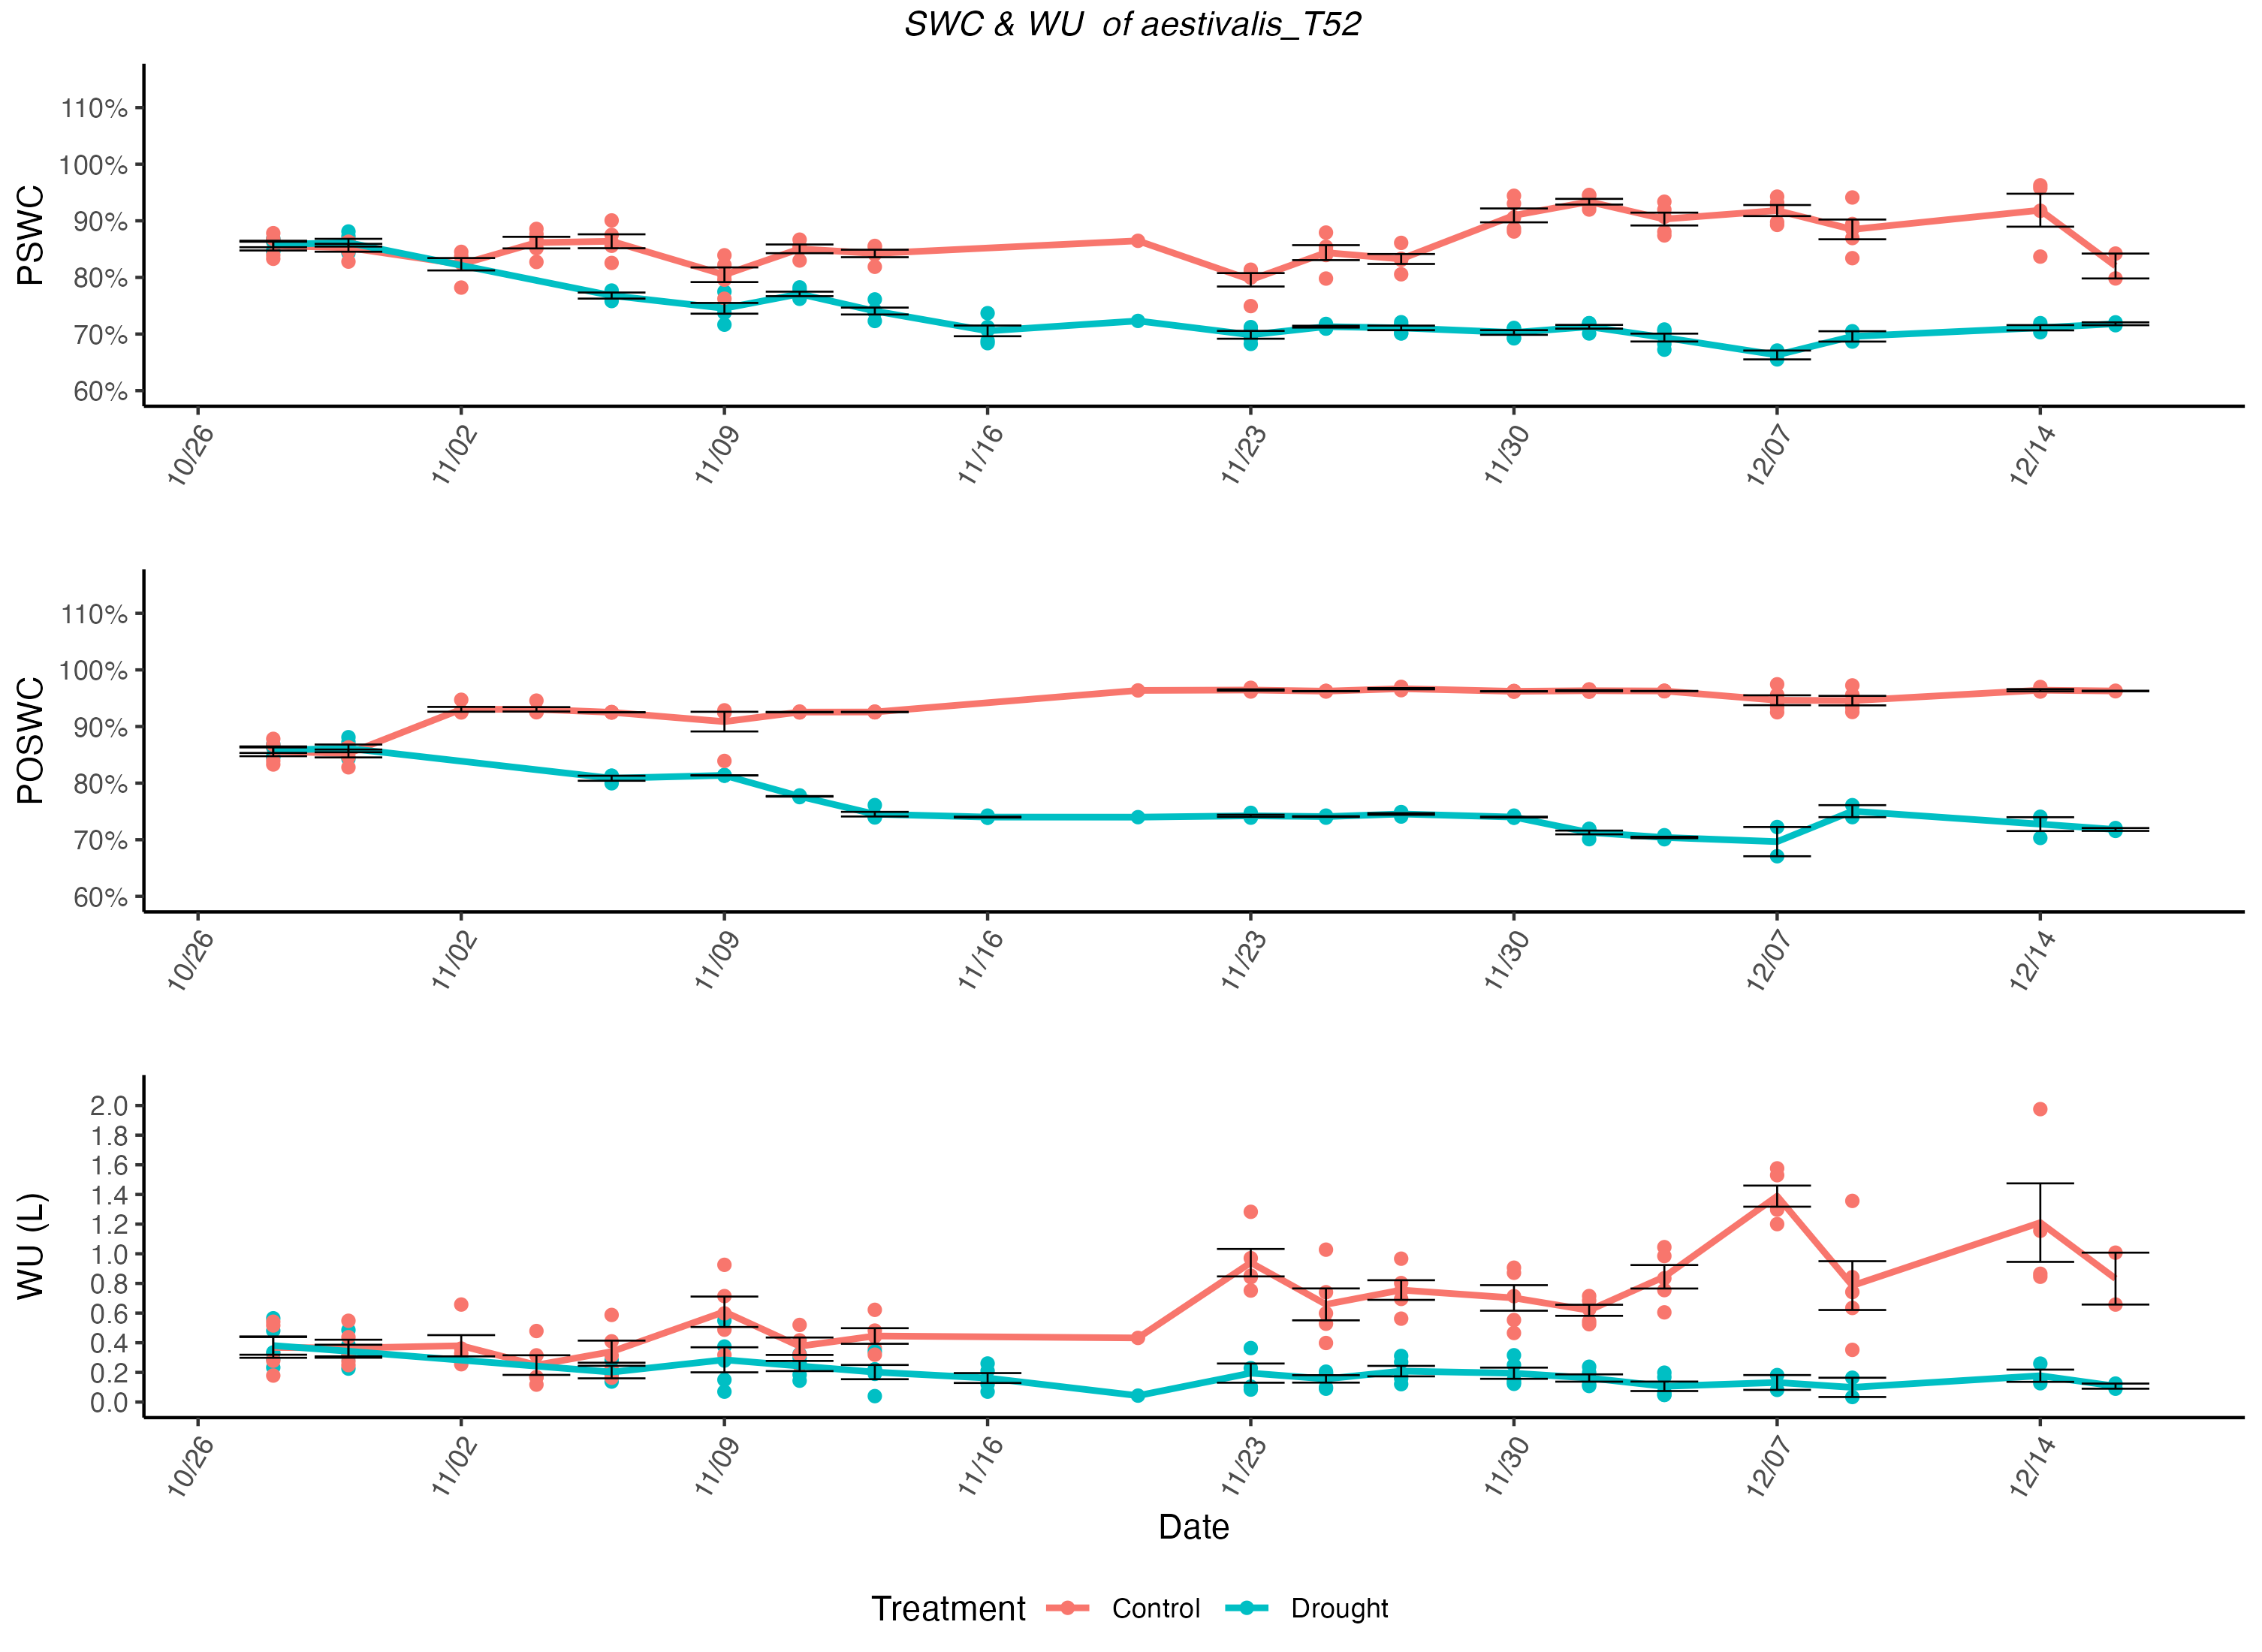 SWC & WU of aestivalis_T52
PSWC
110%
100%
90%
80%
70%
60%
10/26 11/02 11/09 11/16 11/23 11/30 12/07 12/14
POSWC
110%
100%
90%
80%
70%
60%
10/26 11/02 11/09 11/16 11/23 11/30 12/07 12/14
WU (L)
2.0
1.8
1.6
1.4
1.2
1.0
0.8
0.6
0.4
0.2
0.0
10/26 11/02 11/09 11/16 11/23 11/30 12/07 12/14
Date
Treatment Control Drought